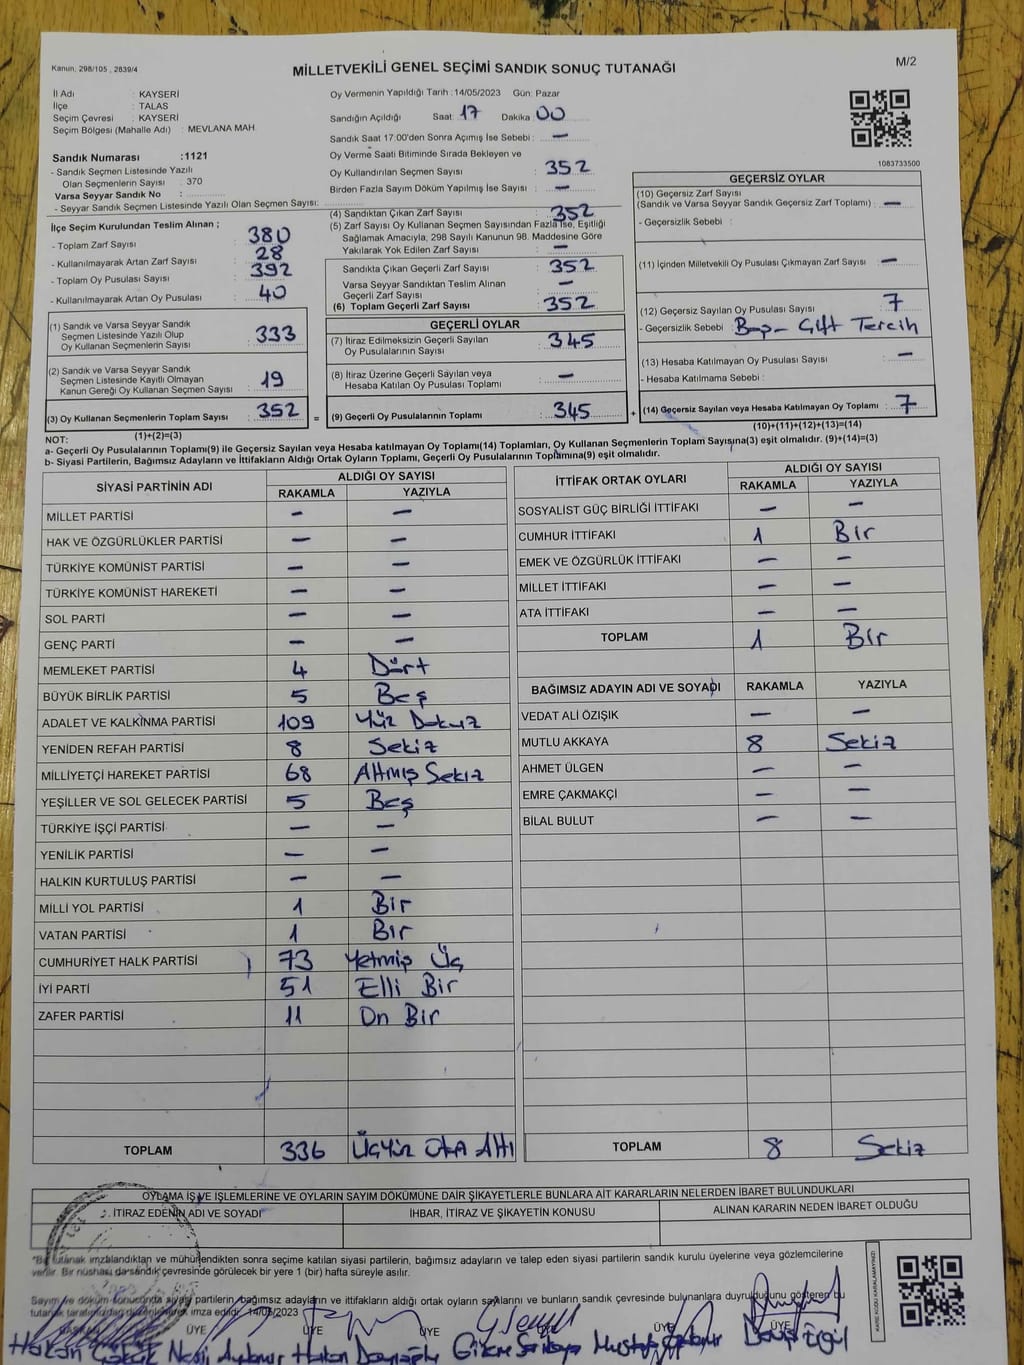 Kanun: 298/105 , 2839/4
MİLLETVEKİLİ GENEL SEÇİMİ SANDIK SONUÇ TUTANAĞI
M/2
İl Adı : KAYSERİ
İlçe : TALAS
Seçim Çevresi : KAYSERİ
Seçim Bölgesi (Mahalle Adı) : MEVLANA MAH
Oy Vermenin Yapıldığı Tarih : 14/05/2023 Gün: Pazar
Sandığın Açıldığı Saat: 17 Dakika: 00
Sandık Saat 17.00'den Sonra Açılmış İse Sebebi : —
Sandık Numarası : 1121
- Sandık Seçmen Listesinde Yazılı
Olan Seçmenlerin Sayısı : 370
Varsa Seyyar Sandık No :
- Seyyar Sandık Seçmen Listesinde Yazılı Olan Seçmen Sayısı:
Oy Verme Saati Bitiminde Sırada Bekleyen ve
Oy Kullandırılan Seçmen Sayısı : 352
Birden Fazla Sayım Döküm Yapılmış İse Sayısı : —
1083733500
İlçe Seçim Kurulundan Teslim Alınan ;
- Toplam Zarf Sayısı : 380
- Kullanılmayarak Artan Zarf Sayısı : 28
- Toplam Oy Pusulası Sayısı : 392
- Kullanılmayarak Artan Oy Pusulası : 40
(4) Sandıktan Çıkan Zarf Sayısı : 352
(5) Zarf Sayısı Oy Kullanan Seçmen Sayısından Fazla İse, Eşitliği
Sağlamak Amacıyla, 298 Sayılı Kanunun 98. Maddesine Göre
Yakılarak Yok Edilen Zarf Sayısı : —
Sandıkta Çıkan Geçerli Zarf Sayısı : 352
Varsa Seyyar Sandıktan Teslim Alınan
Geçerli Zarf Sayısı : —
(6) Toplam Geçerli Zarf Sayısı : 352
GEÇERSİZ OYLAR
(10) Geçersiz Zarf Sayısı
(Sandık ve Varsa Seyyar Sandık Geçersiz Zarf Toplamı) : —
- Geçersizlik Sebebi :
(11) İçinden Milletvekili Oy Pusulası Çıkmayan Zarf Sayısı : —
(12) Geçersiz Sayılan Oy Pusulası Sayısı : 7
- Geçersizlik Sebebi : Boş - Çift Tercih
(13) Hesaba Katılmayan Oy Pusulası Sayısı : —
- Hesaba Katılmama Sebebi :
(14) Geçersiz Sayılan veya Hesaba Katılmayan Oy Toplamı : 7
(10)+(11)+(12)+(13)=(14)
(1) Sandık ve Varsa Seyyar Sandık
Seçmen Listesinde Yazılı Olup
Oy Kullanan Seçmenlerin Sayısı : 333
(2) Sandık ve Varsa Seyyar Sandık
Seçmen Listesinde Kayıtlı Olmayan
Kanun Gereği Oy Kullanan Seçmen Sayısı : 19
(3) Oy Kullanan Seçmenlerin Toplam Sayısı : 352 =
(1)+(2)=(3)
GEÇERLİ OYLAR
(7) İtiraz Edilmeksizin Geçerli Sayılan
Oy Pusulalarının Sayısı : 345
(8) İtiraz Üzerine Geçerli Sayılan veya
Hesaba Katılan Oy Pusulası Toplamı : —
(9) Geçerli Oy Pusulalarının Toplamı : 345 +
NOT:
a- Geçerli Oy Pusulalarının Toplamı(9) ile Geçersiz Sayılan veya Hesaba katılmayan Oy Toplamı(14) Toplamları, Oy Kullanan Seçmenlerin Toplam Sayısına(3) eşit olmalıdır. (9)+(14)=(3)
b- Siyasi Partilerin, Bağımsız Adayların ve İttifakların Aldığı Ortak Oyların Toplamı, Geçerli Oy Pusulalarının Toplamına(9) eşit olmalıdır.
SİYASİ PARTİNİN ADI ALDIĞI OY SAYISI
RAKAMLA YAZIYLA
MİLLET PARTİSİ — —
HAK VE ÖZGÜRLÜKLER PARTİSİ — —
TÜRKİYE KOMÜNİST PARTİSİ — —
TÜRKİYE KOMÜNİST HAREKETİ — —
SOL PARTİ — —
GENÇ PARTİ — —
MEMLEKET PARTİSİ 4 Dört
BÜYÜK BİRLİK PARTİSİ 5 Beş
ADALET VE KALKINMA PARTİSİ 109 Yüz Dokuz
YENİDEN REFAH PARTİSİ 8 Sekiz
MİLLİYETÇİ HAREKET PARTİSİ 68 Altmış Sekiz
YEŞİLLER VE SOL GELECEK PARTİSİ 5 Beş
TÜRKİYE İŞÇİ PARTİSİ — —
YENİLİK PARTİSİ — —
HALKIN KURTULUŞ PARTİSİ — —
MİLLİ YOL PARTİSİ 1 Bir
VATAN PARTİSİ 1 Bir
CUMHURİYET HALK PARTİSİ 73 Yetmiş Üç
İYİ PARTİ 51 Elli Bir
ZAFER PARTİSİ 11 On Bir
TOPLAM 336 Üçyüz Otuz Altı
İTTİFAK ORTAK OYLARI ALDIĞI OY SAYISI
RAKAMLA YAZIYLA
SOSYALİST GÜÇ BİRLİĞİ İTTİFAKI — —
CUMHUR İTTİFAKI 1 Bir
EMEK VE ÖZGÜRLÜK İTTİFAKI — —
MİLLET İTTİFAKI — —
ATA İTTİFAKI — —
TOPLAM 1 Bir
BAĞIMSIZ ADAYIN ADI VE SOYADI RAKAMLA YAZIYLA
VEDAT ALİ ÖZIŞIK — —
MUTLU AKKAYA 8 Sekiz
AHMET ÜLGEN — —
EMRE ÇAKMAKÇİ — —
BİLAL BULUT — —
TOPLAM 8 Sekiz
OYLAMA İŞ VE İŞLEMLERİNE VE OYLARIN SAYIM DÖKÜMÜNE DAİR ŞİKAYETLERLE BUNLARA AİT KARARLARIN NELERDEN İBARET BULUNDUKLARI
İTİRAZ EDENİN ADI VE SOYADI İHBAR, İTİRAZ VE ŞİKAYETİN KONUSU ALINAN KARARIN NEDEN İBARET OLDUĞU
*Bu tutanak imzalandıktan ve mühürlendikten sonra seçime katılan siyasi partilerin, bağımsız adayların ve talep eden siyasi partilerin sandık kurulu üyelerine veya gözlemcilerine
verilir. Bir nüshası da sandık çevresinde görülecek bir yere 1 (bir) hafta süreyle asılır.
Sayım ve döküm sonucunda siyasi partilerin, bağımsız adayların ve ittifakların aldığı ortak oyların sayılarını ve bunların sandık çevresinde bulunanlara duyrulduğunu gösteren bu
tutanak tarafımızdan düzenlenerek imza edildi. 14/05/2023
BAŞKAN ÜYE ÜYE ÜYE ÜYE ÜYE
Hakan Mustafa
KARE KODU KARALAMAYINIZ!